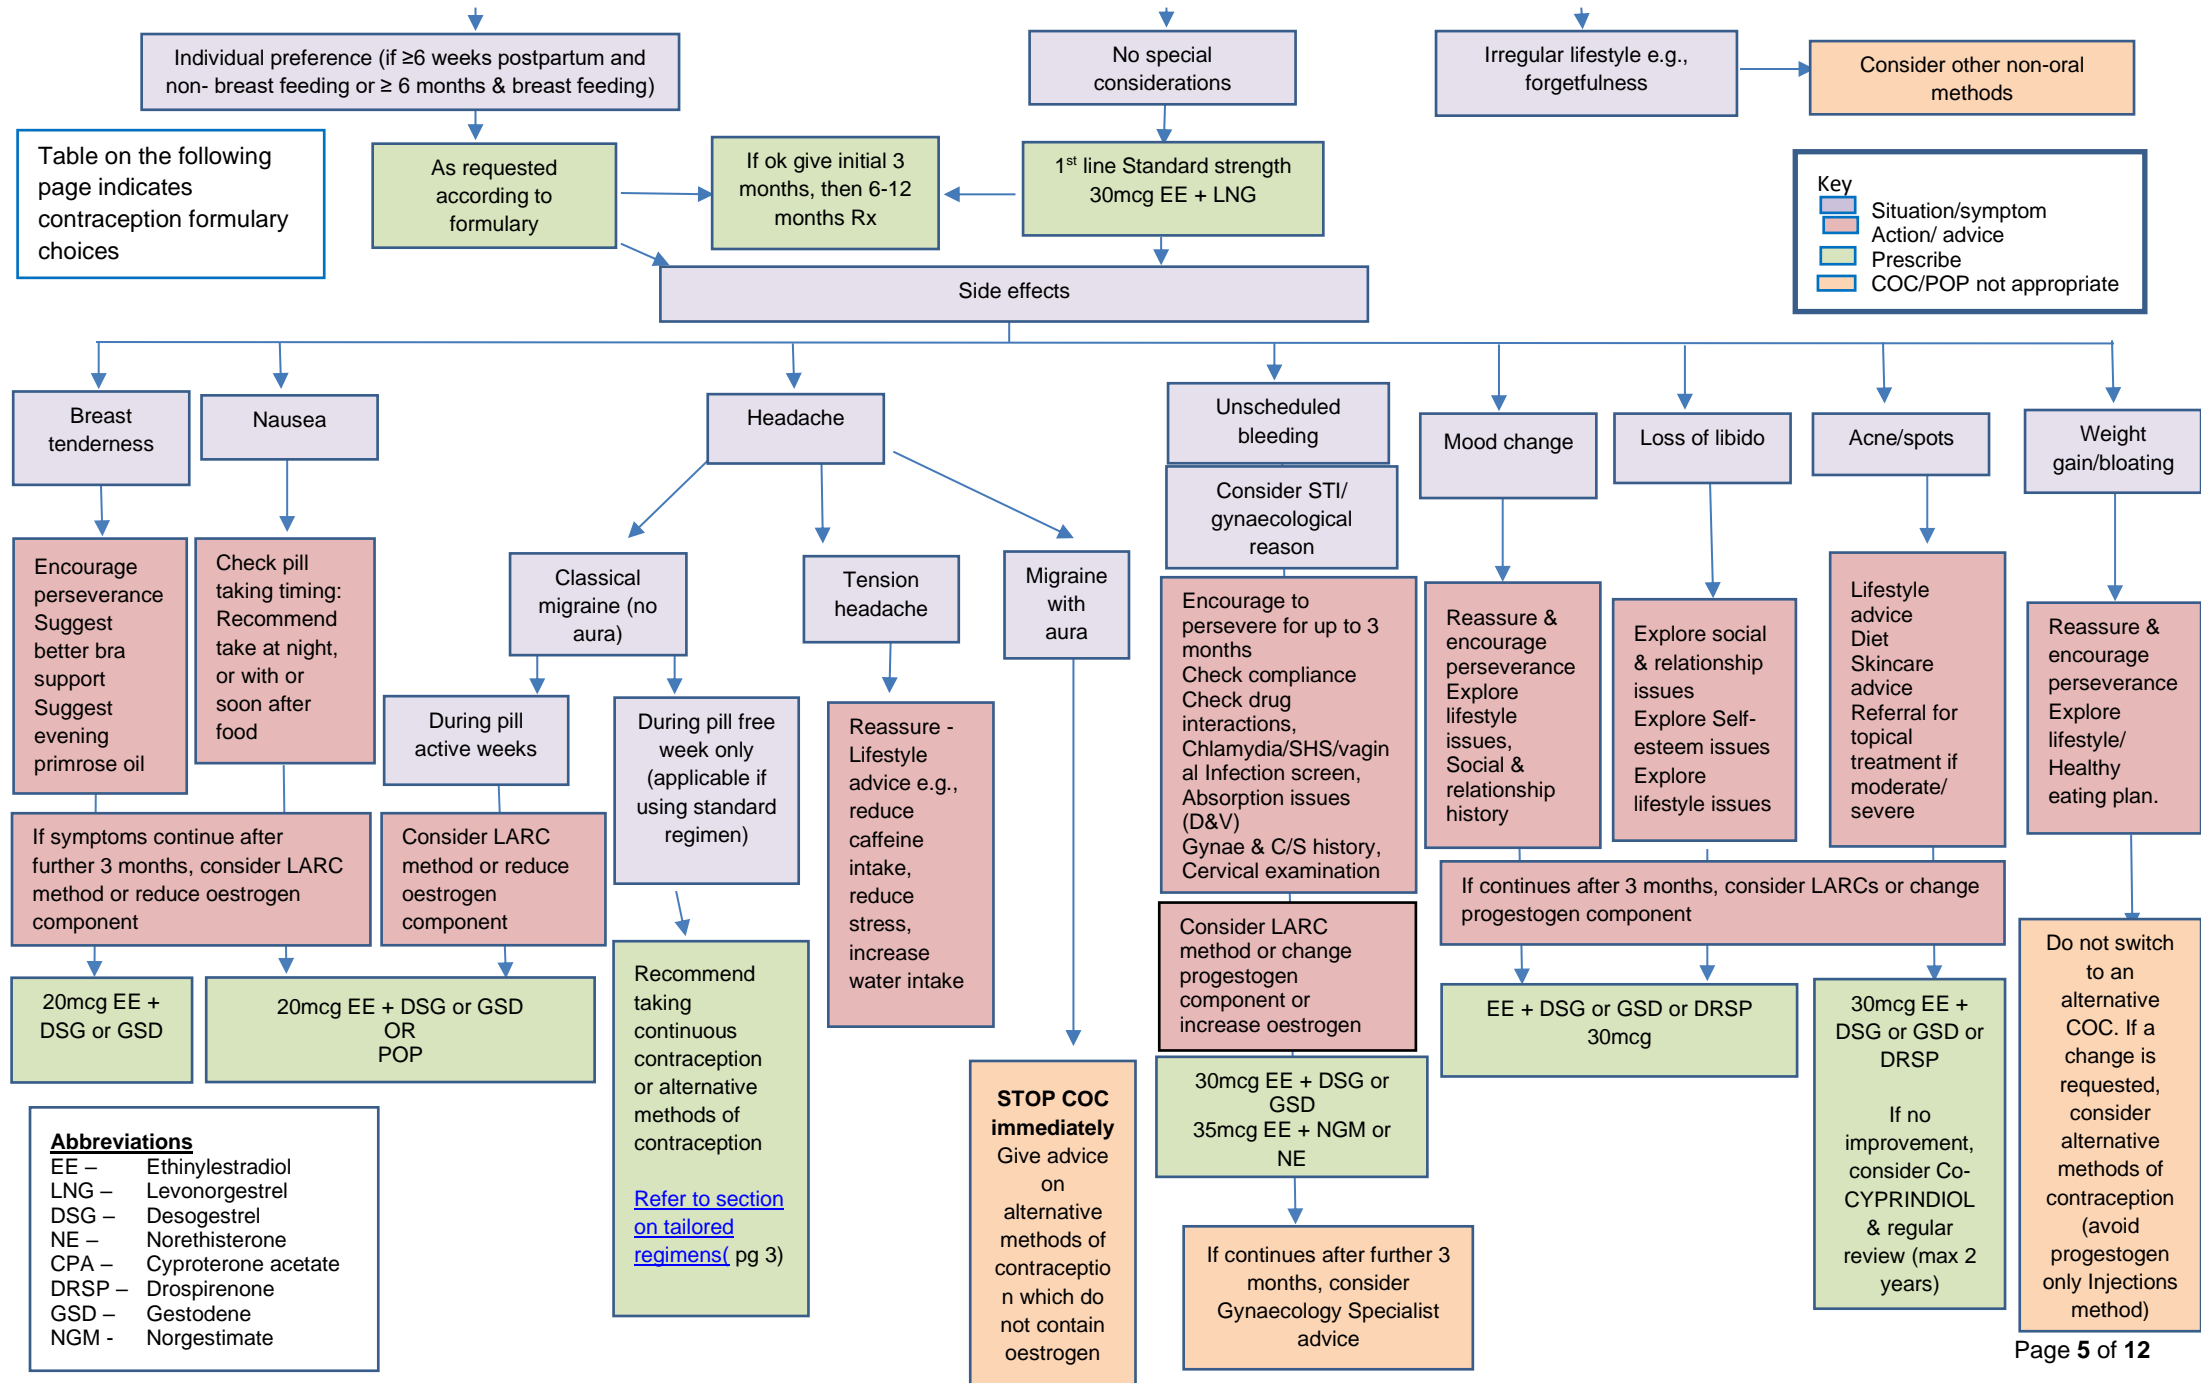 Individual preference (if ≥6 weeks postpartum and
non- breast feeding or ≥ 6 months & breast feeding)
No special
considerations
Irregular lifestyle e.g.,
forgetfulness
Consider other non-oral
methods
Table on the following
page indicates
contraception formulary
choices
As requested
according to
formulary
If ok give initial 3
months, then 6-12
months Rx
1st line Standard strength
30mcg EE + LNG
Key
Situation/symptom
Action/ advice
Prescribe
COC/POP not appropriate
Side effects
Breast
tenderness
Nausea
Headache
Unscheduled
bleeding
Mood change
Loss of libido
Acne/spots
Weight
gain/bloating
Consider STI/
gynaecological
reason
Encourage
perseverance
Suggest
better bra
support
Suggest
evening
primrose oil
Check pill
taking timing:
Recommend
take at night,
or with or
soon after
food
Classical
migraine (no
aura)
Tension
headache
Migraine
with
aura
During pill
active weeks
During pill free
week only
(applicable if
using standard
regimen)
Reassure -
Lifestyle
advice e.g.,
reduce
caffeine
intake,
reduce
stress,
increase
water intake
Encourage to
persevere for up to 3
months
Check compliance
Check drug
interactions,
Chlamydia/SHS/vagin
al Infection screen,
Absorption issues
(D&V)
Gynae & C/S history,
Cervical examination
Reassure &
encourage
perseverance
Explore
lifestyle
issues,
Social &
relationship
history
Explore social
& relationship
issues
Explore Self-
esteem issues
Explore
lifestyle issues
Lifestyle
advice
Diet
Skincare
advice
Referral for
topical
treatment if
moderate/
severe
Reassure &
encourage
perseverance
Explore
lifestyle/
Healthy
eating plan.
If symptoms continue after
further 3 months, consider LARC
method or reduce oestrogen
component
Consider LARC
method or reduce
oestrogen
component
If continues after 3 months, consider LARCs or change
progestogen component
Consider LARC
method or change
progestogen
component or
increase oestrogen
20mcg EE +
DSG or GSD
20mcg EE + DSG or GSD
OR
POP
Recommend
taking
continuous
contraception
or alternative
methods of
contraception
Refer to section
on tailored
regimens( pg 3)
STOP COC
immediately
Give advice
on
alternative
methods of
contraceptio
n which do
not contain
oestrogen
30mcg EE + DSG or
GSD
35mcg EE + NGM or
NE
If continues after further 3
months, consider
Gynaecology Specialist
advice
EE + DSG or GSD or DRSP
30mcg
30mcg EE +
DSG or GSD or
DRSP
If no
improvement,
consider Co-
CYPRINDIOL
& regular
review (max 2
years)
Do not switch
to an
alternative
COC. If a
change is
requested,
consider
alternative
methods of
contraception
(avoid
progestogen
only Injections
method)
Abbreviations
EE – Ethinylestradiol
LNG – Levonorgestrel
DSG – Desogestrel
NE – Norethisterone
CPA – Cyproterone acetate
DRSP – Drospirenone
GSD – Gestodene
NGM - Norgestimate
Page 5 of 12